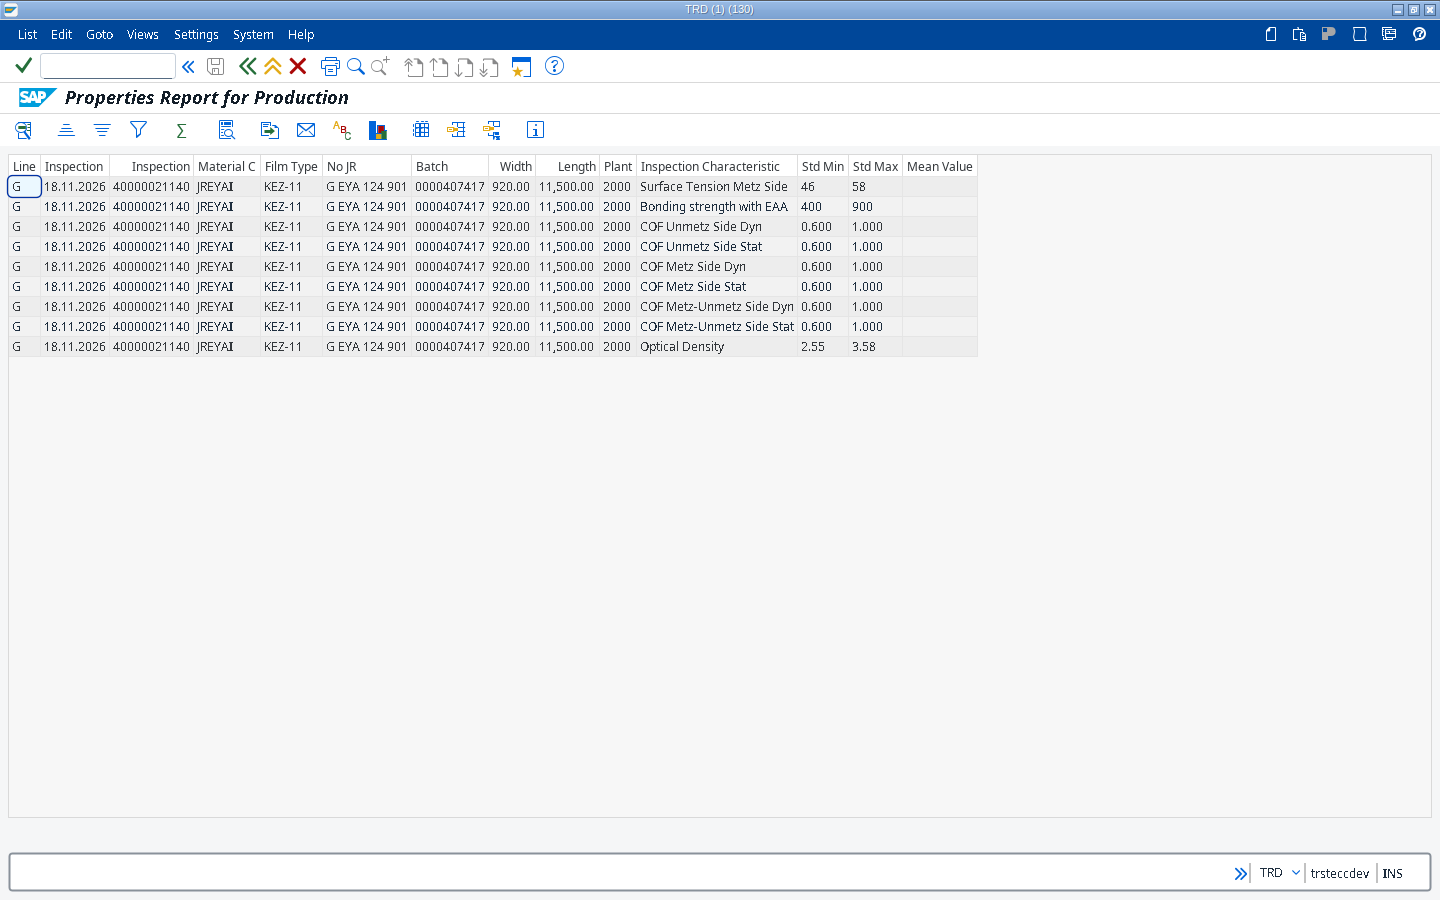 TRD (1) (130)
List Edit Goto Views Settings System Help
SAP Properties Report for Production
Line Inspection Inspection Material C Film Type No JR Batch Width Length Plant Inspection Characteristic Std Min Std Max Mean Value
G 18.11.2026 40000021140 JREYAI KEZ-11 G EYA 124 901 0000407417 920.00 11,500.00 2000 Surface Tension Metz Side 46 58
G 18.11.2026 40000021140 JREYAI KEZ-11 G EYA 124 901 0000407417 920.00 11,500.00 2000 Bonding strength with EAA 400 900
G 18.11.2026 40000021140 JREYAI KEZ-11 G EYA 124 901 0000407417 920.00 11,500.00 2000 COF Unmetz Side Dyn 0.600 1.000
G 18.11.2026 40000021140 JREYAI KEZ-11 G EYA 124 901 0000407417 920.00 11,500.00 2000 COF Unmetz Side Stat 0.600 1.000
G 18.11.2026 40000021140 JREYAI KEZ-11 G EYA 124 901 0000407417 920.00 11,500.00 2000 COF Metz Side Dyn 0.600 1.000
G 18.11.2026 40000021140 JREYAI KEZ-11 G EYA 124 901 0000407417 920.00 11,500.00 2000 COF Metz Side Stat 0.600 1.000
G 18.11.2026 40000021140 JREYAI KEZ-11 G EYA 124 901 0000407417 920.00 11,500.00 2000 COF Metz-Unmetz Side Dyn 0.600 1.000
G 18.11.2026 40000021140 JREYAI KEZ-11 G EYA 124 901 0000407417 920.00 11,500.00 2000 COF Metz-Unmetz Side Stat 0.600 1.000
G 18.11.2026 40000021140 JREYAI KEZ-11 G EYA 124 901 0000407417 920.00 11,500.00 2000 Optical Density 2.55 3.58
TRD trsteccdev INS